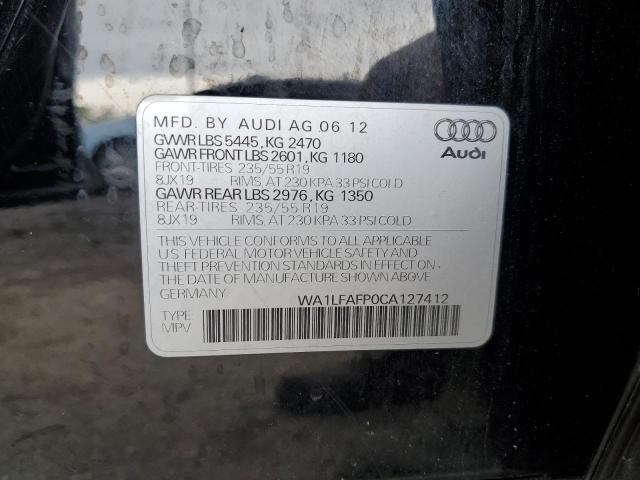 MFD. BY AUDI AG 06 12
GVWR LBS 5445, KG 2470
GAWR FRONT LBS 2601, KG 1180
FRONT-TIRES 235/55 R19
8JX19 RIMS, AT 230 KPA 33 PSI COLD
GAWR REAR LBS 2976, KG 1350
REAR-TIRES 235/55 R19
8JX19 RIMS, AT 230 KPA 33 PSI COLD
THIS VEHICLE CONFORMS TO ALL APPLICABLE
U.S FEDERAL MOTOR VEHICLE SAFETY AND
THEFT PREVENTION STANDARDS IN EFFECT ON
THE DATE OF MANUFACTURE SHOWN ABOVE
GERMANY WA1LFAFP0CA127412
TYPE
MPV
Audi